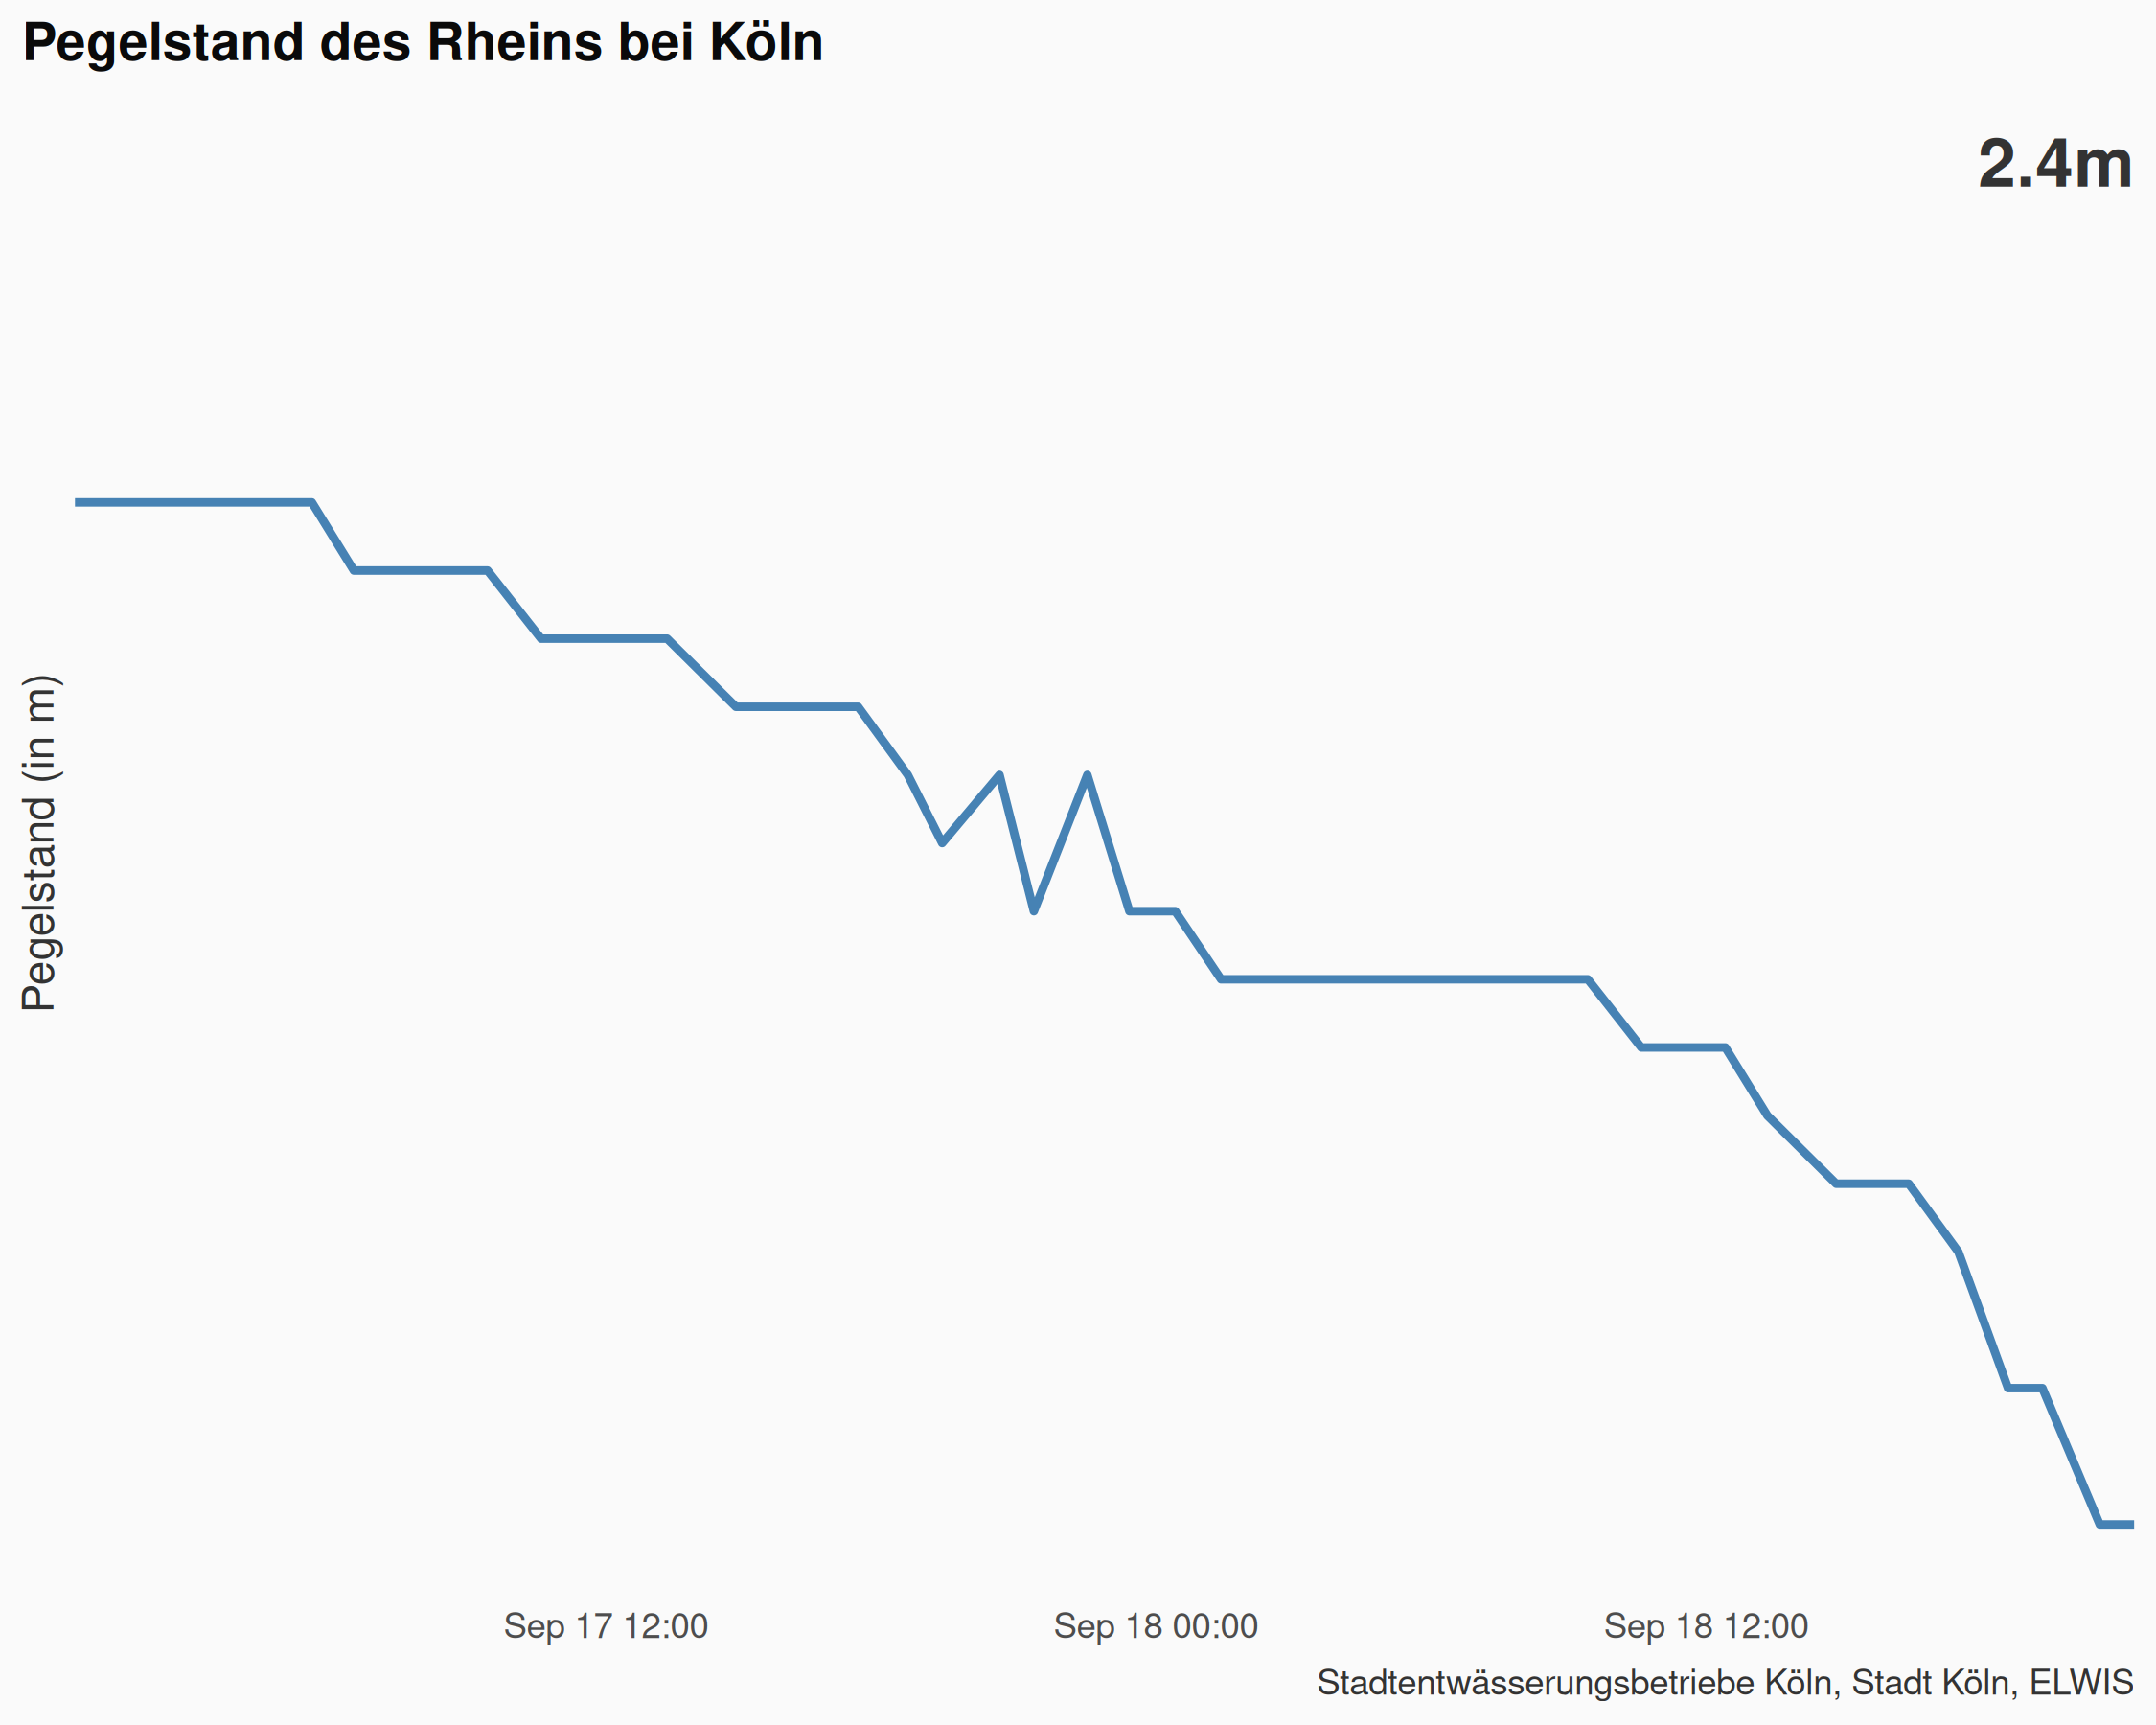 Pegelstand des Rheins bei Köln
2.4m
Pegelstand (in m)
Sep 17 12:00
Sep 18 00:00
Sep 18 12:00
Stadtentwässerungsbetriebe Köln, Stadt Köln, ELWIS